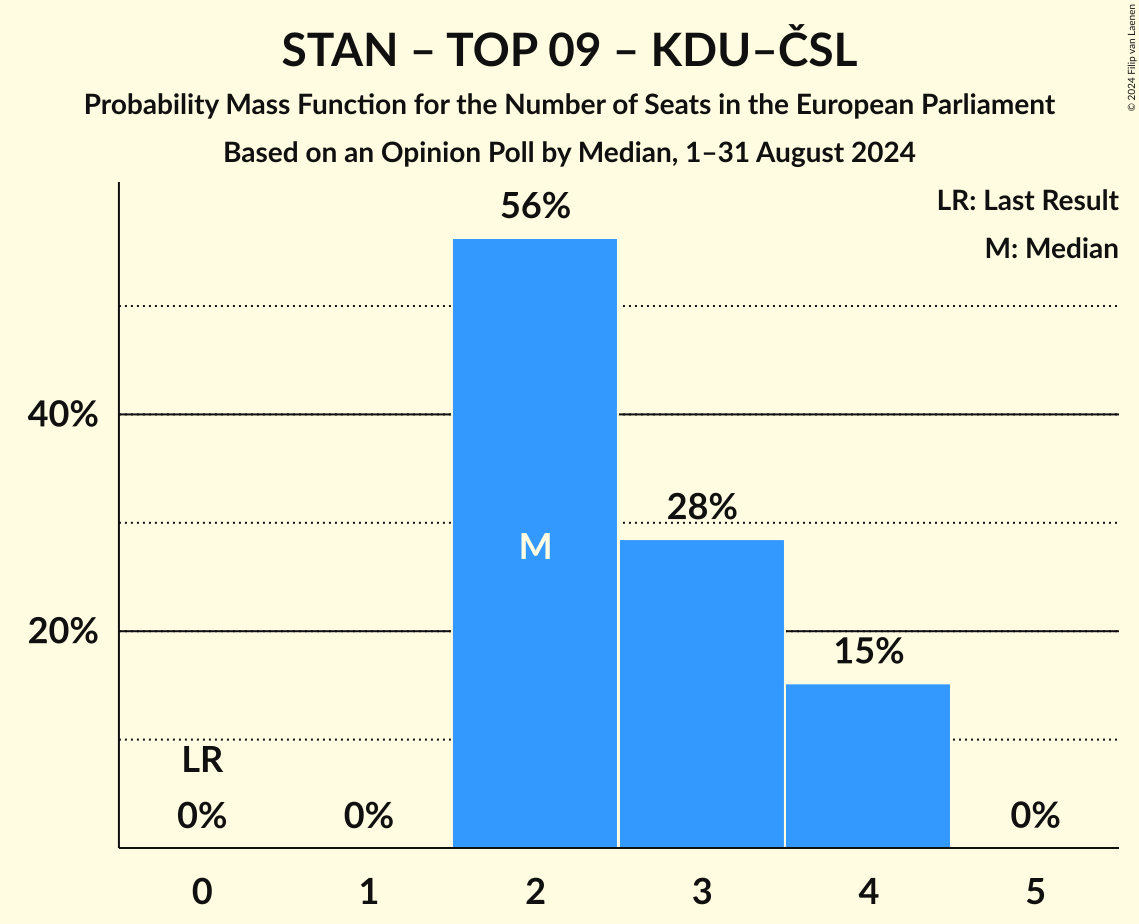 STAN – TOP 09 – KDU–ČSL
Probability Mass Function for the Number of Seats in the European Parliament
Based on an Opinion Poll by Median, 1–31 August 2024
© 2024 Filip van Laenen
LR: Last Result
M: Median
56%
40%
28%
M
20%
15%
LR
0%
0%
0%
0
1
2
3
4
5